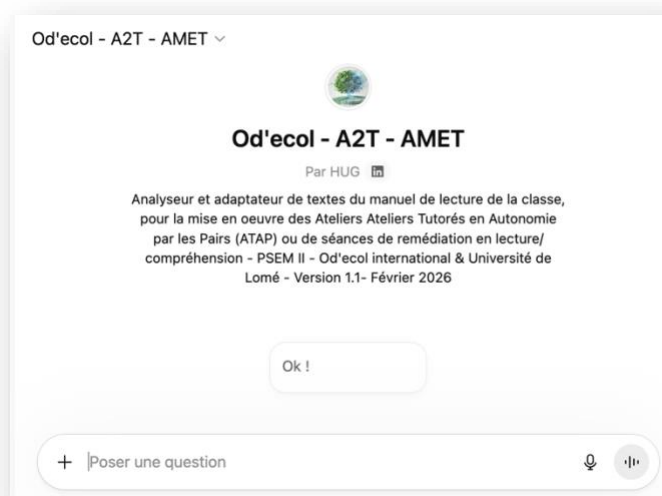 Od'ecol - A2T - AMET
Od'ecol - A2T - AMET
Par HUG
Analyseur et adaptateur de textes du manuel de lecture de la classe,
pour la mise en oeuvre des Ateliers Ateliers Tutorés en Autonomie
par les Pairs (ATAP) ou de séances de remédiation en lecture/
compréhension - PSEM II - Od'ecol international & Université de
Lomé - Version 1.1- Février 2026
Ok !
Poser une question